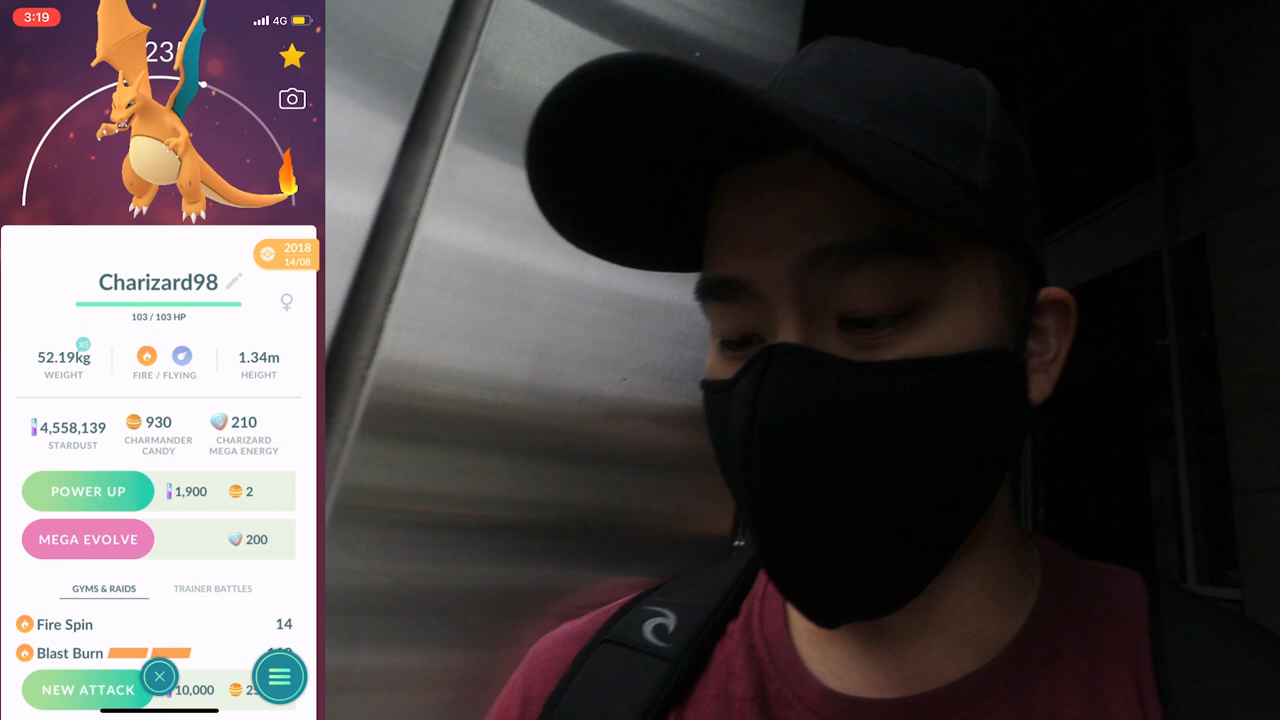 3:19
4G
23
2018
14/08
Charizard98
103 / 103 HP
XS
52.19kg
WEIGHT
FIRE / FLYING
1.34m
HEIGHT
4,558,139
STARDUST
930
CHARMANDER
CANDY
210
CHARIZARD
MEGA ENERGY
POWER UP
1,900
2
MEGA EVOLVE
200
GYMS & RAIDS
TRAINER BATTLES
Fire Spin
14
Blast Burn
NEW ATTACK
10,000